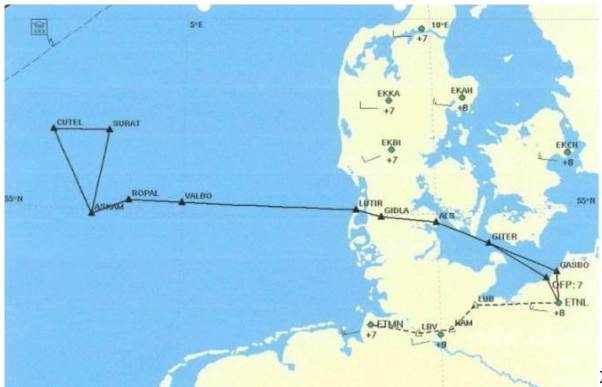 5°E
10°E
+7
EKKA
+7
EKAH
+8
CUTEL
SURAT
EKBI
+7
EKCH
+8
55°N
ASKAM
ROPAL
VALBO
LUTIR
GIDLA
ALS
55°N
GITER
GASBO
OFP:7
ETNL
+8
LUB
HAM
LBV
ETMN
+7
+8